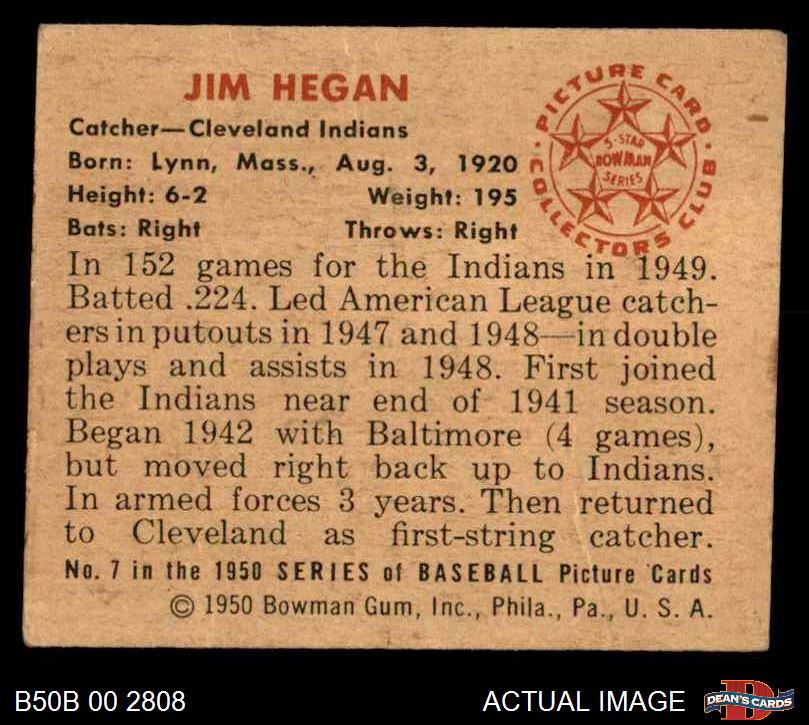 JIM HEGAN
Catcher—Cleveland Indians
Born: Lynn, Mass., Aug. 3, 1920
Height: 6-2 Weight: 195
Bats: Right Throws: Right
PICTURE CARD COLLECTORS CLUB
5-STAR
BOWMAN
SERIES
In 152 games for the Indians in 1949.
Batted .224. Led American League catch-
ers in putouts in 1947 and 1948—in double
plays and assists in 1948. First joined
the Indians near end of 1941 season.
Began 1942 with Baltimore (4 games),
but moved right back up to Indians.
In armed forces 3 years. Then returned
to Cleveland as first-string catcher.
No. 7 in the 1950 SERIES of BASEBALL Picture Cards
© 1950 Bowman Gum, Inc., Phila., Pa., U. S. A.
B50B 00 2808 ACTUAL IMAGE
DEAN'S CARDS